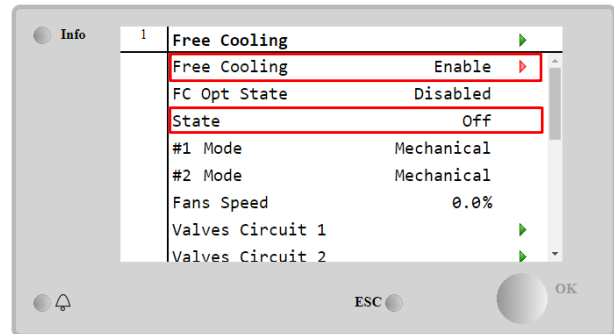 Info
1 Free Cooling
Free Cooling Enable
FC Opt State Disabled
State Off
#1 Mode Mechanical
#2 Mode Mechanical
Fans Speed 0.0%
Valves Circuit 1
Valves Circuit 2
ESC
OK